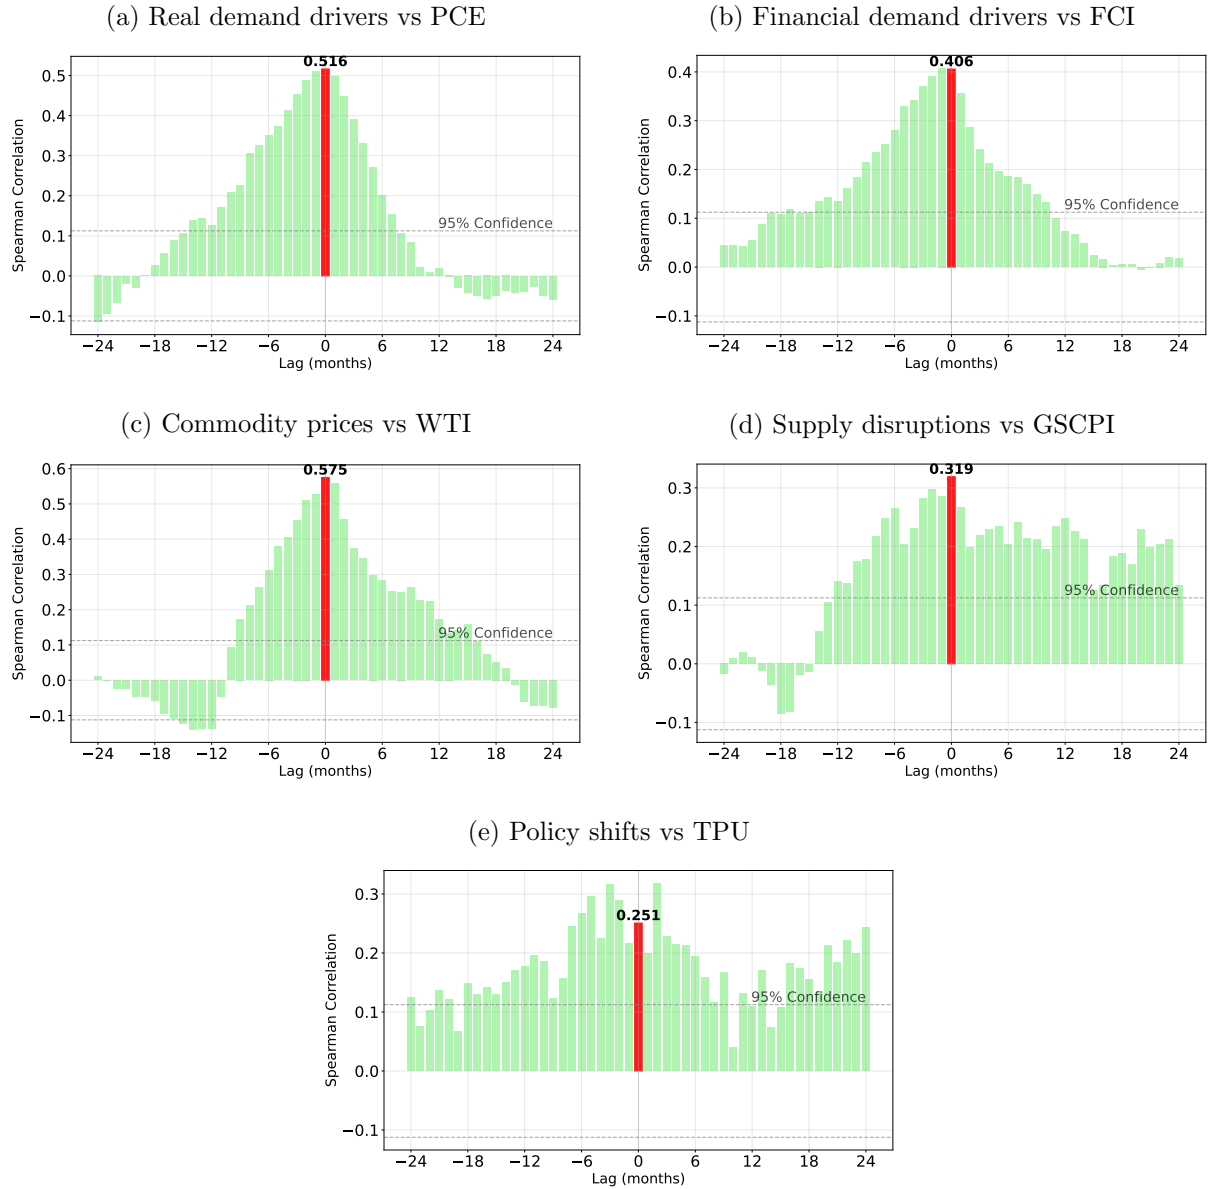 (a) Real demand drivers vs PCE
0.516
0.5
0.4
0.3
0.2
0.1
0.0
−0.1
Spearman Correlation
95% Confidence
−24 −18 −12 −6 0 6 12 18 24
Lag (months)
(b) Financial demand drivers vs FCI
0.406
0.4
0.3
0.2
0.1
0.0
−0.1
Spearman Correlation
95% Confidence
−24 −18 −12 −6 0 6 12 18 24
Lag (months)
(c) Commodity prices vs WTI
0.575
0.6
0.5
0.4
0.3
0.2
0.1
0.0
−0.1
Spearman Correlation
95% Confidence
−24 −18 −12 −6 0 6 12 18 24
Lag (months)
(d) Supply disruptions vs GSCPI
0.319
0.3
0.2
0.1
0.0
−0.1
Spearman Correlation
95% Confidence
−24 −18 −12 −6 0 6 12 18 24
Lag (months)
(e) Policy shifts vs TPU
0.251
0.3
0.2
0.1
0.0
−0.1
Spearman Correlation
95% Confidence
−24 −18 −12 −6 0 6 12 18 24
Lag (months)